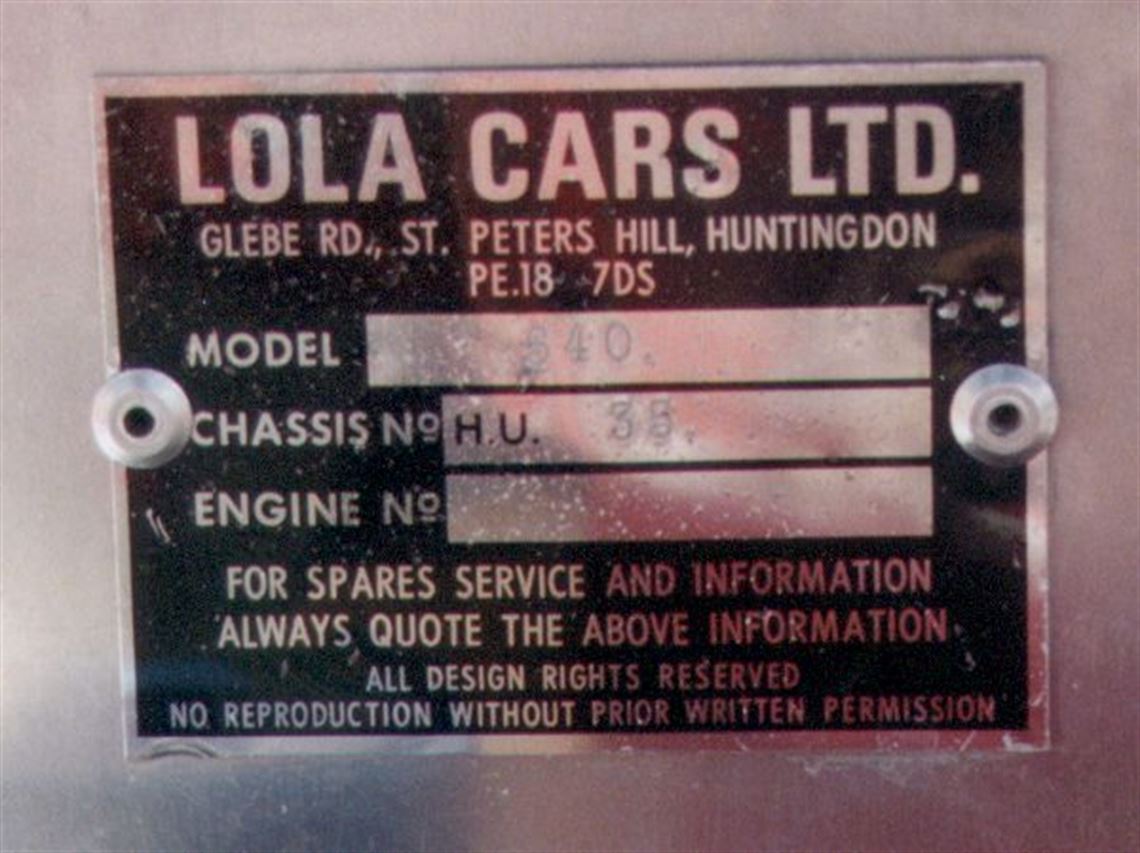 LOLA CARS LTD.
GLEBE RD., ST. PETERS HILL, HUNTINGDON
PE.18 7DS
MODEL 640.
CHASSIS Nº H.U. 35.
ENGINE Nº
FOR SPARES SERVICE AND INFORMATION
ALWAYS QUOTE THE ABOVE INFORMATION
ALL DESIGN RIGHTS RESERVED
NO REPRODUCTION WITHOUT PRIOR WRITTEN PERMISSION